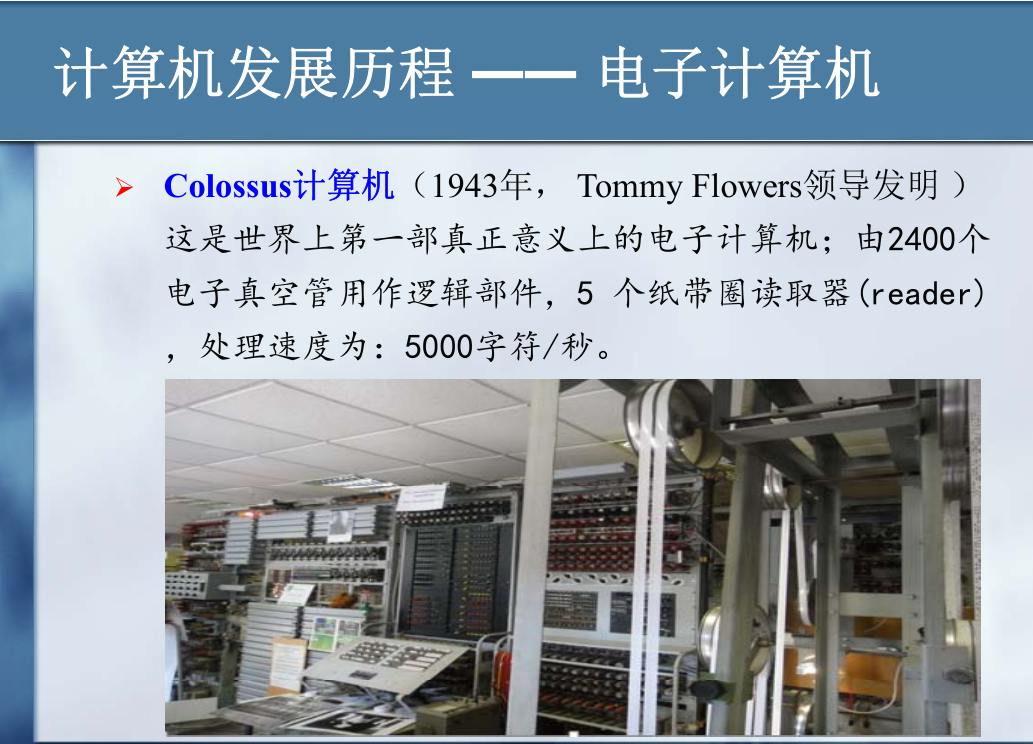 计算机发展历程 —— 电子计算机
Colossus计算机（1943年， Tommy Flowers领导发明 ）
这是世界上第一部真正意义上的电子计算机；由2400个
电子真空管用作逻辑部件，5 个纸带圈读取器(reader)
，处理速度为：5000字符/秒。